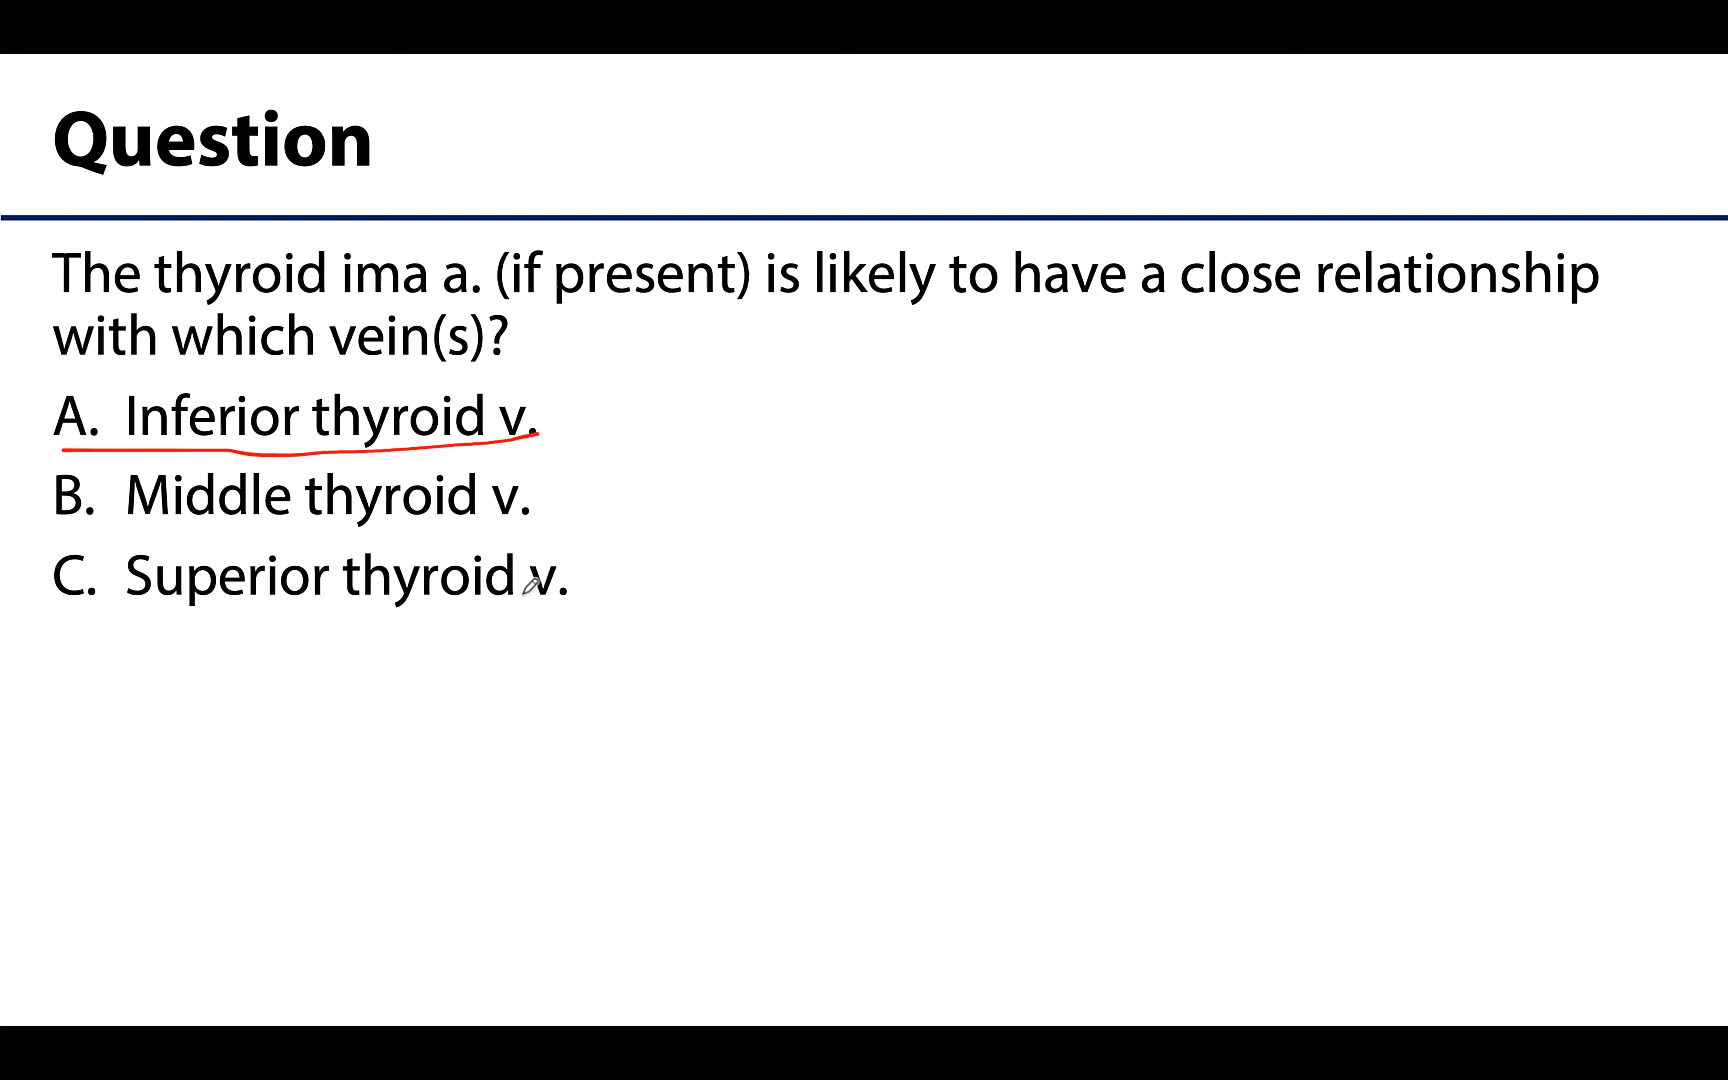 Question
The thyroid ima a. (if present) is likely to have a close relationship
with which vein(s)?
A. Inferior thyroid v.
B. Middle thyroid v.
C. Superior thyroid v.